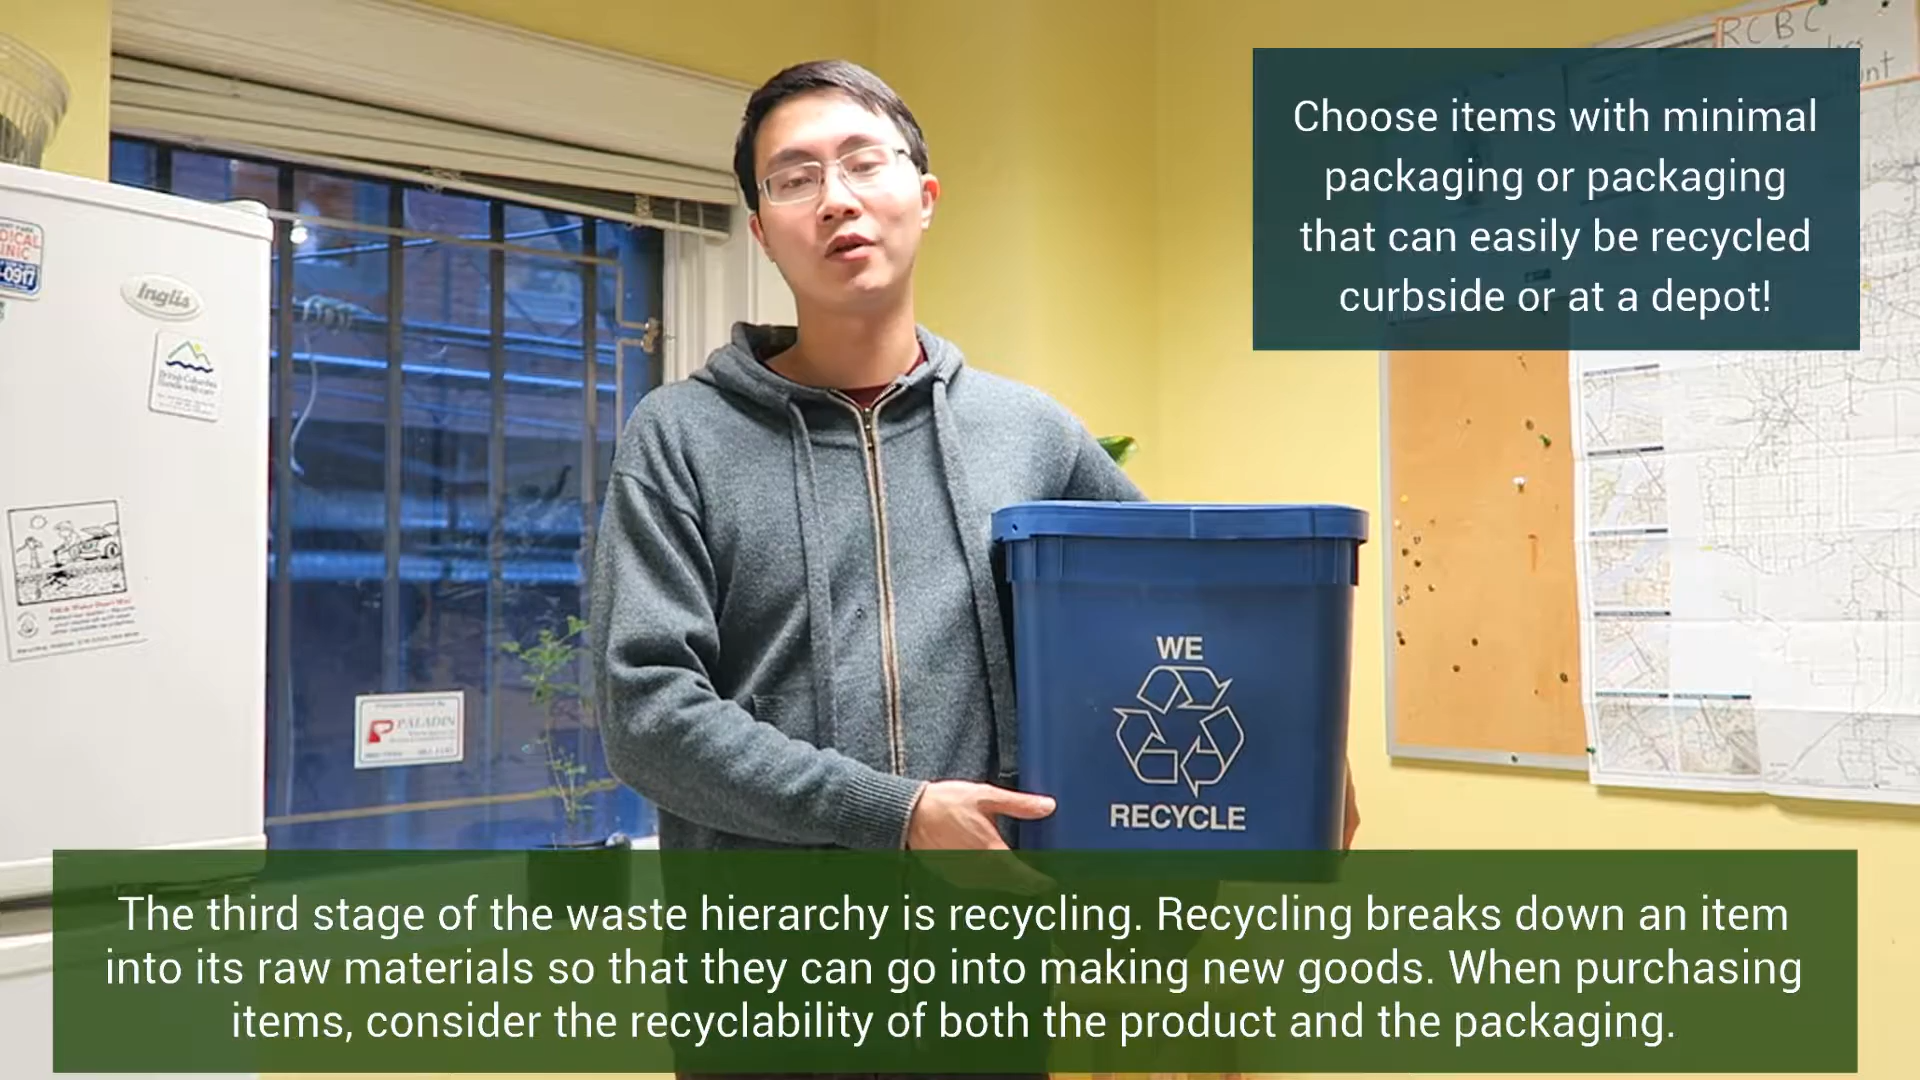 RCBC
Choose items with minimal
packaging or packaging
that can easily be recycled
curbside or at a depot!
Inglis
PALADIN
WE
RECYCLE
The third stage of the waste hierarchy is recycling. Recycling breaks down an item
into its raw materials so that they can go into making new goods. When purchasing
items, consider the recyclability of both the product and the packaging.